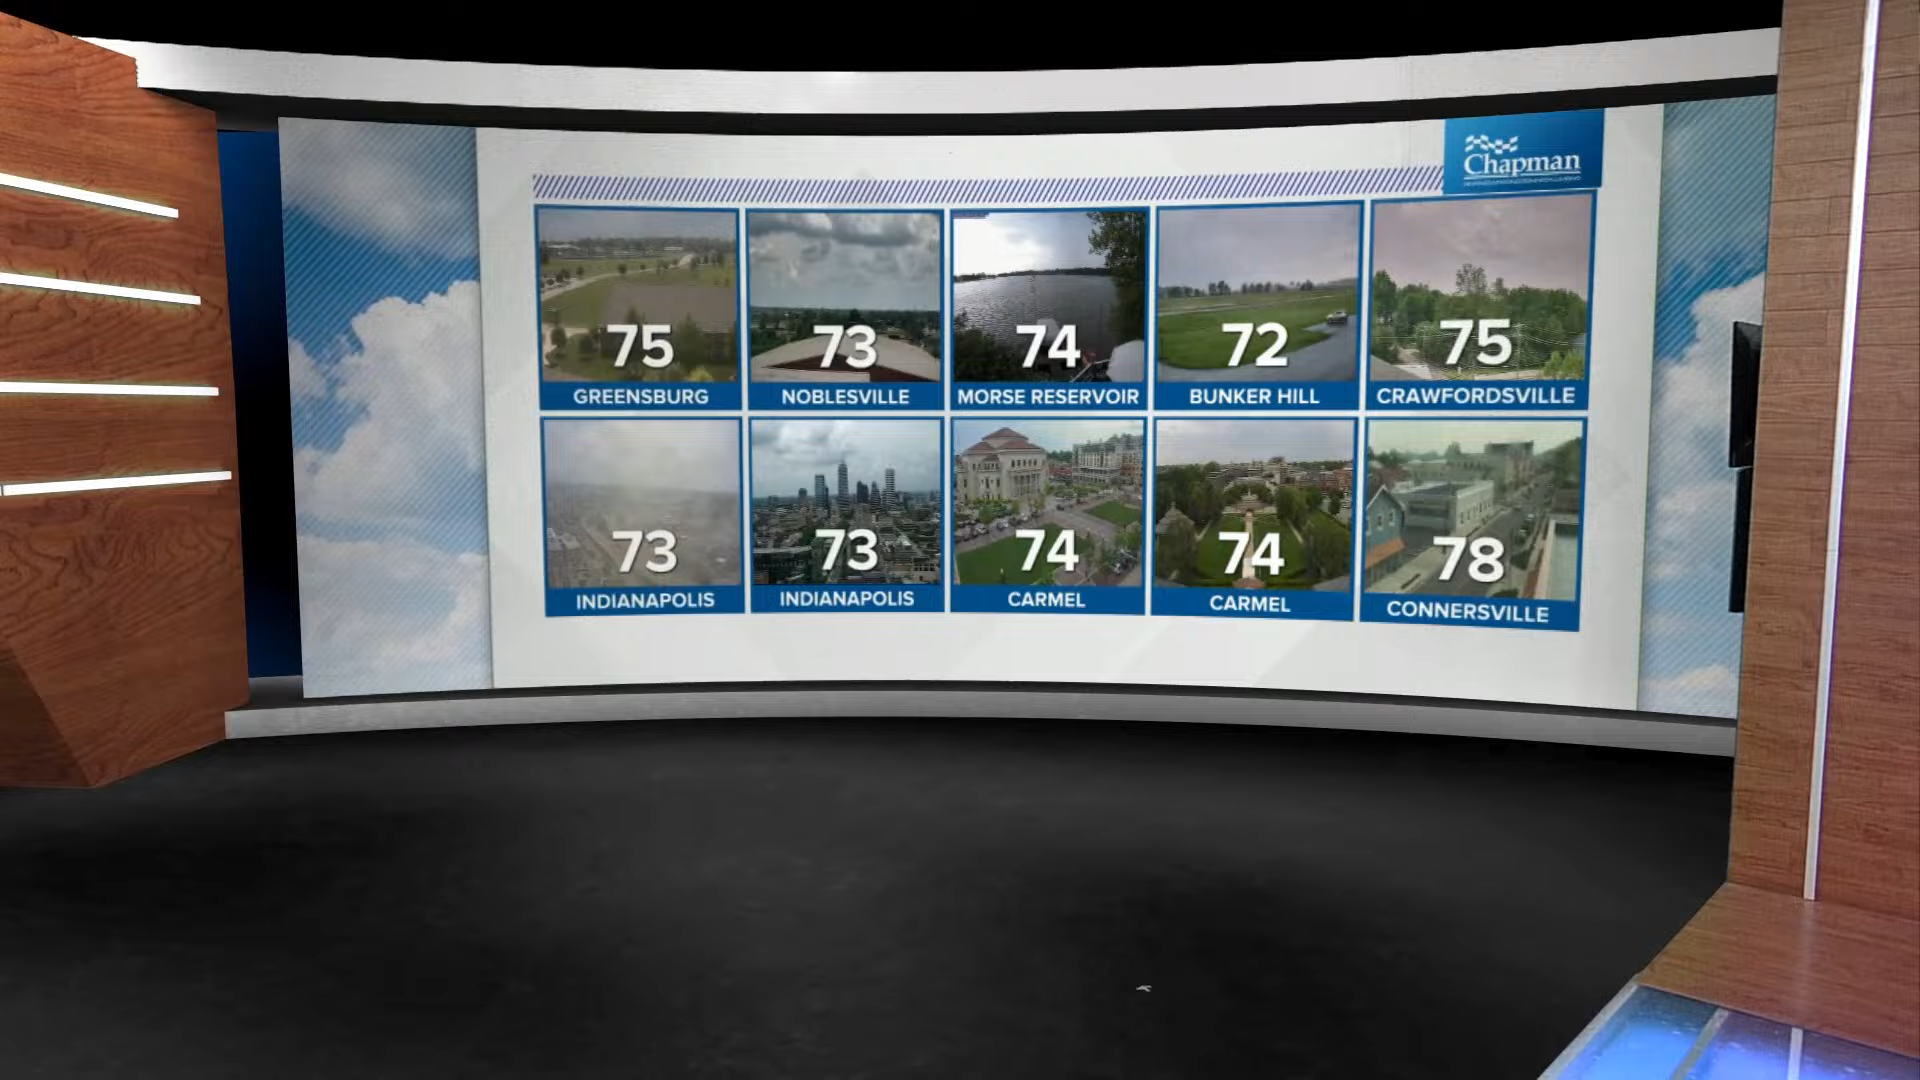 Chapman
75
73
74
72
75
GREENSBURG
NOBLESVILLE
MORSE RESERVOIR
BUNKER HILL
CRAWFORDSVILLE
73
73
74
74
78
INDIANAPOLIS
INDIANAPOLIS
CARMEL
CARMEL
CONNERSVILLE